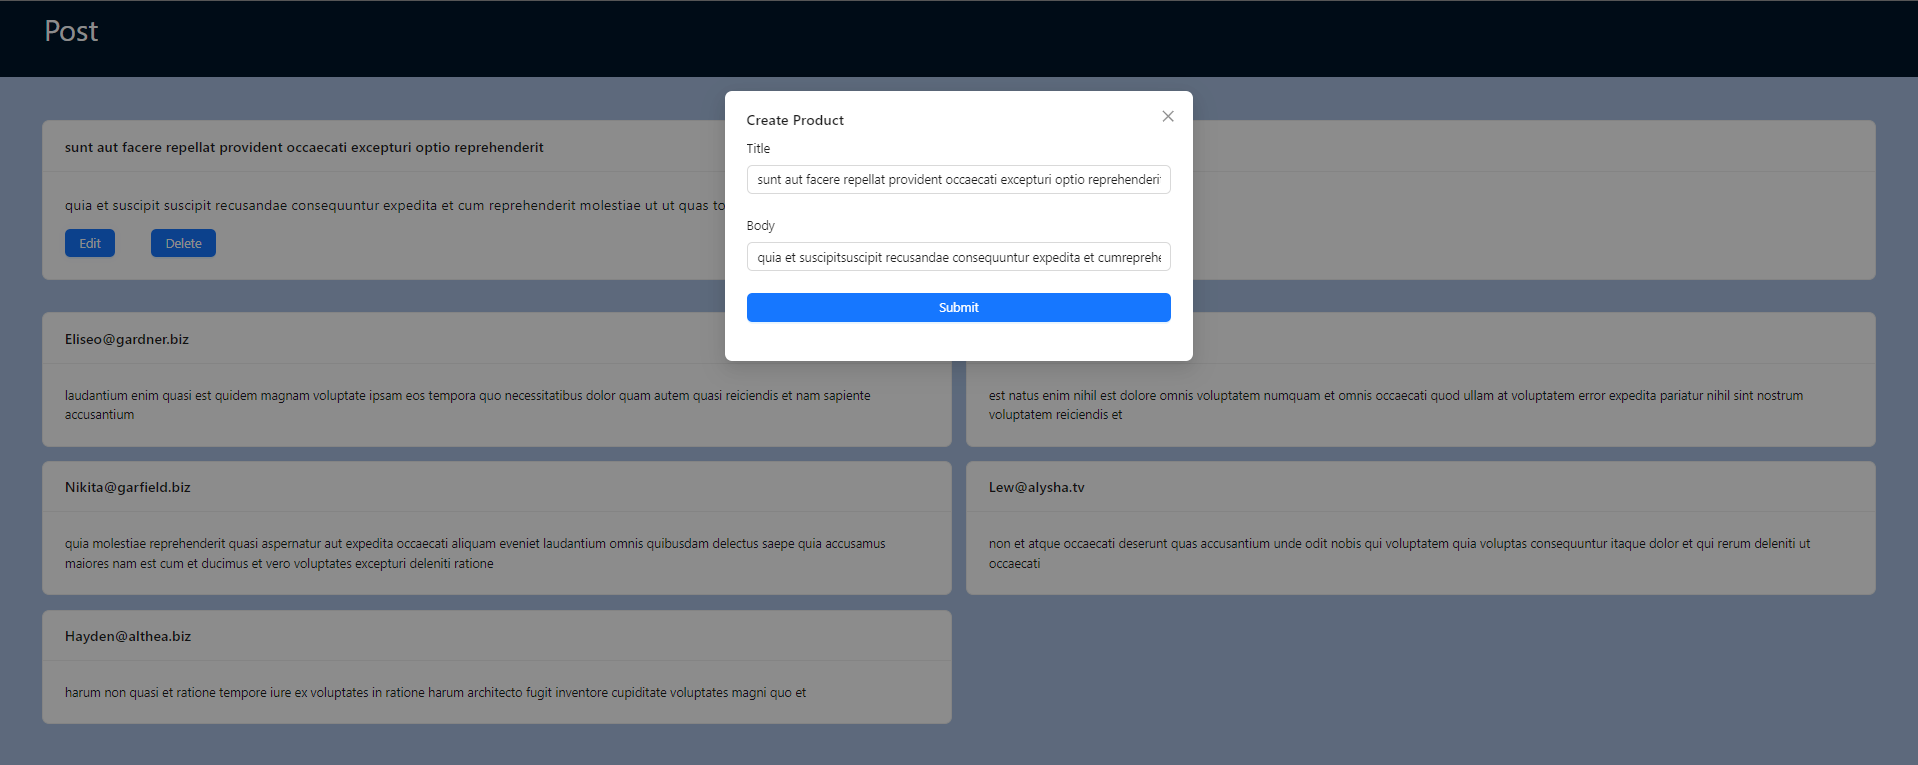 Post
Create Product
Title
sunt aut facere repellat provident occaecati excepturi optio reprehenderi
Body
quia et suscipitsuscipit recusandae consequuntur expedita et cumreprehe
Submit
sunt aut facere repellat provident occaecati excepturi optio reprehenderit
quia et suscipit suscipit recusandae consequuntur expedita et cum reprehenderit molestiae ut ut quas to
Edit
Delete
Eliseo@gardner.biz
laudantium enim quasi est quidem magnam voluptate ipsam eos tempora quo necessitatibus dolor quam autem quasi reiciendis et nam sapiente
accusantium
est natus enim nihil est dolore omnis voluptatem numquam et omnis occaecati quod ullam at voluptatem error expedita pariatur nihil sint nostrum
voluptatem reiciendis et
Nikita@garfield.biz
quia molestiae reprehenderit quasi aspernatur aut expedita occaecati aliquam eveniet laudantium omnis quibusdam delectus saepe quia accusamus
maiores nam est cum et ducimus et vero voluptates excepturi deleniti ratione
Lew@alysha.tv
non et atque occaecati deserunt quas accusantium unde odit nobis qui voluptatem quia voluptas consequuntur itaque dolor et qui rerum deleniti ut
occaecati
Hayden@althea.biz
harum non quasi et ratione tempore iure ex voluptates in ratione harum architecto fugit inventore cupiditate voluptates magni quo et